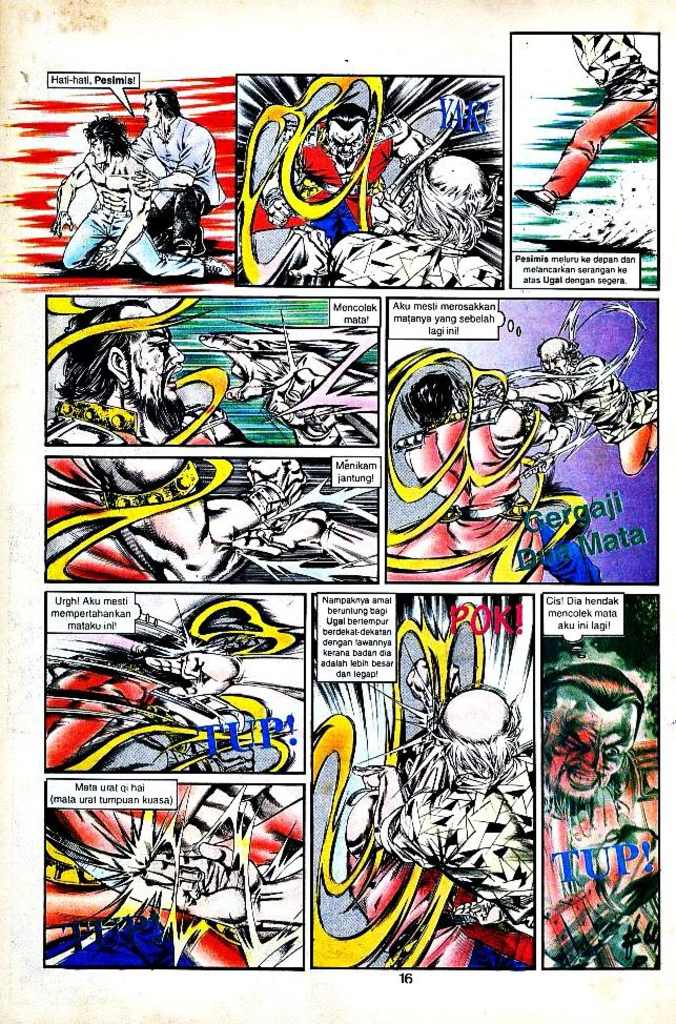 Hati-hati, Pesimis!
YAK!
Pesimis meluru ke depan dan
melancarkan serangan ke
atas Ugal dengan segera.
Mencolek
mata!
Aku mesti merosakkan
matanya yang sebelah
lagi ini!
Menikam
jantung!
Gergaji
Dua Mata
Urgh! Aku mesti
mempertahankan
mataku ini!
TUP!
Mata urat qi hai
(mata urat tumpuan kuasa)
Nampaknya amat
beruntung bagi
Ugal bertempur
berdekat-dekatan
dengan lawannya
kerana badan dia
adalah lebih besar
dan tegap!
POK!
Cis! Dia hendak
mencolek mata
aku ini lagi!
TUP!
16